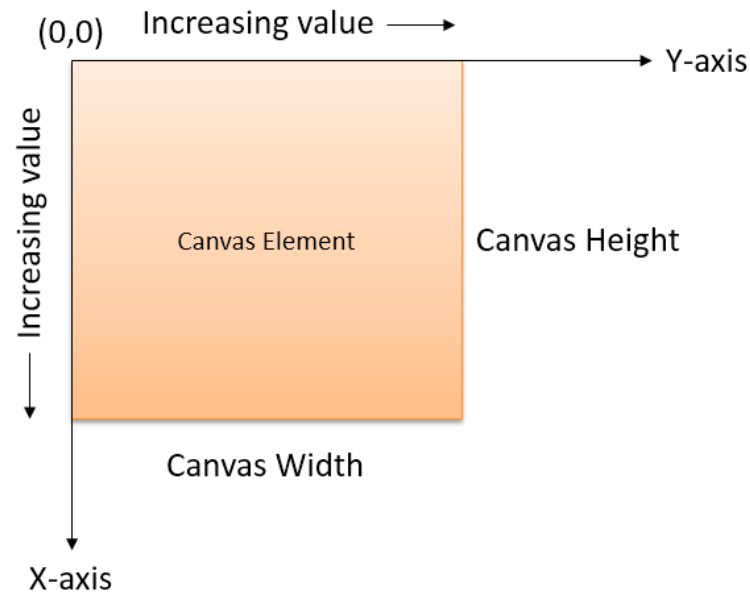 (0,0)
Increasing value
Y-axis
Increasing value
Canvas Element
Canvas Height
Canvas Width
X-axis